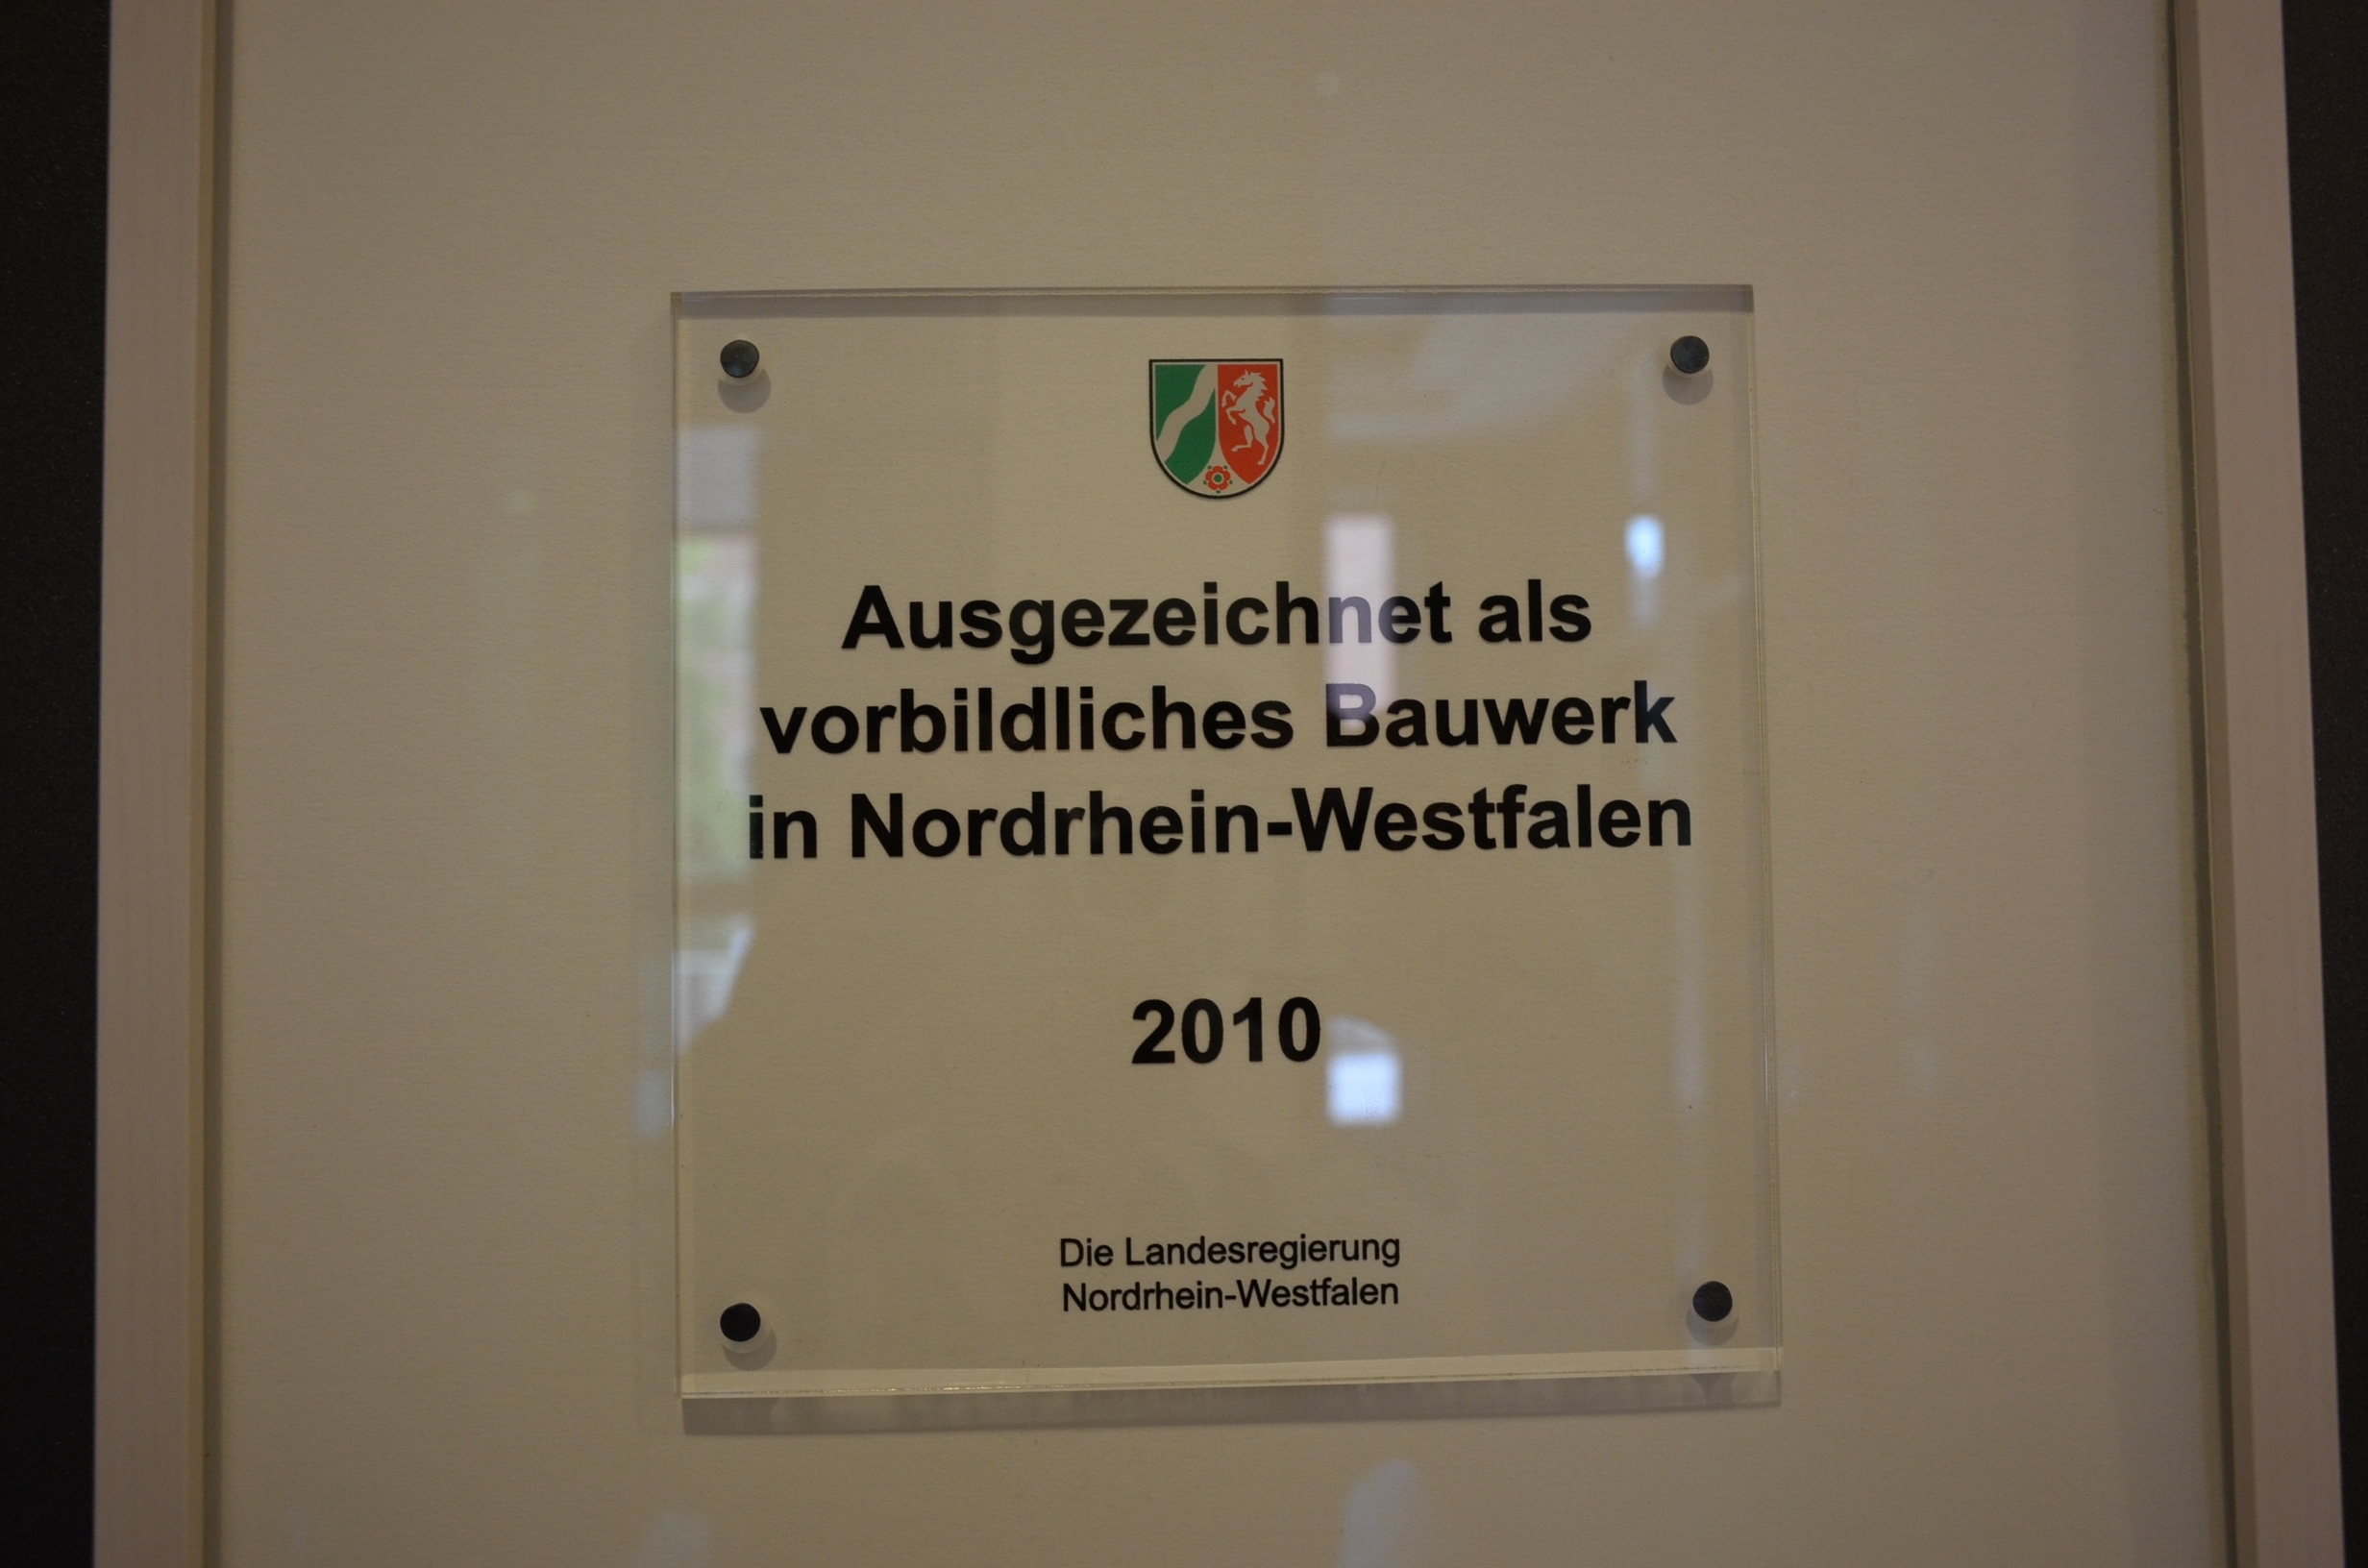 Ausgezeichnet als
vorbildliches Bauwerk
in Nordrhein-Westfalen
2010
Die Landesregierung
Nordrhein-Westfalen